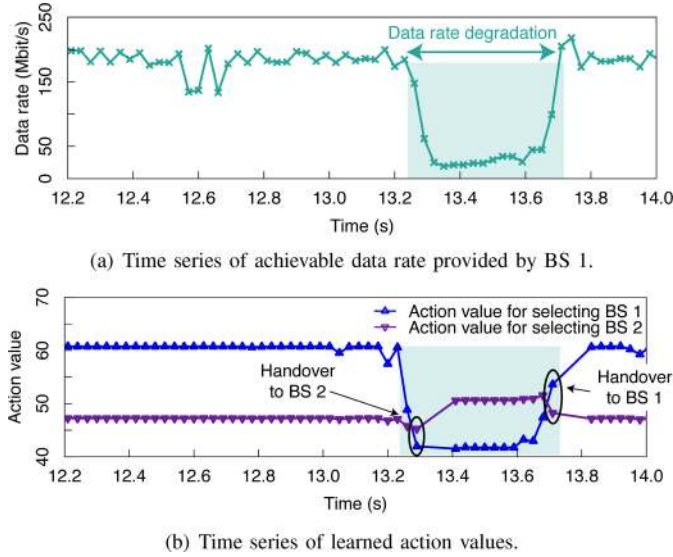 250
150
50
0
Data rate (Mbit/s)
Data rate degradation
12.2 12.4 12.6 12.8 13.0 13.2 13.4 13.6 13.8 14.0
Time (s)
(a) Time series of achievable data rate provided by BS 1.
70
60
50
40
Action value
Action value for selecting BS 1
Action value for selecting BS 2
Handover
to BS 2
Handover
to BS 1
12.2 12.4 12.6 12.8 13.0 13.2 13.4 13.6 13.8 14.0
Time (s)
(b) Time series of learned action values.